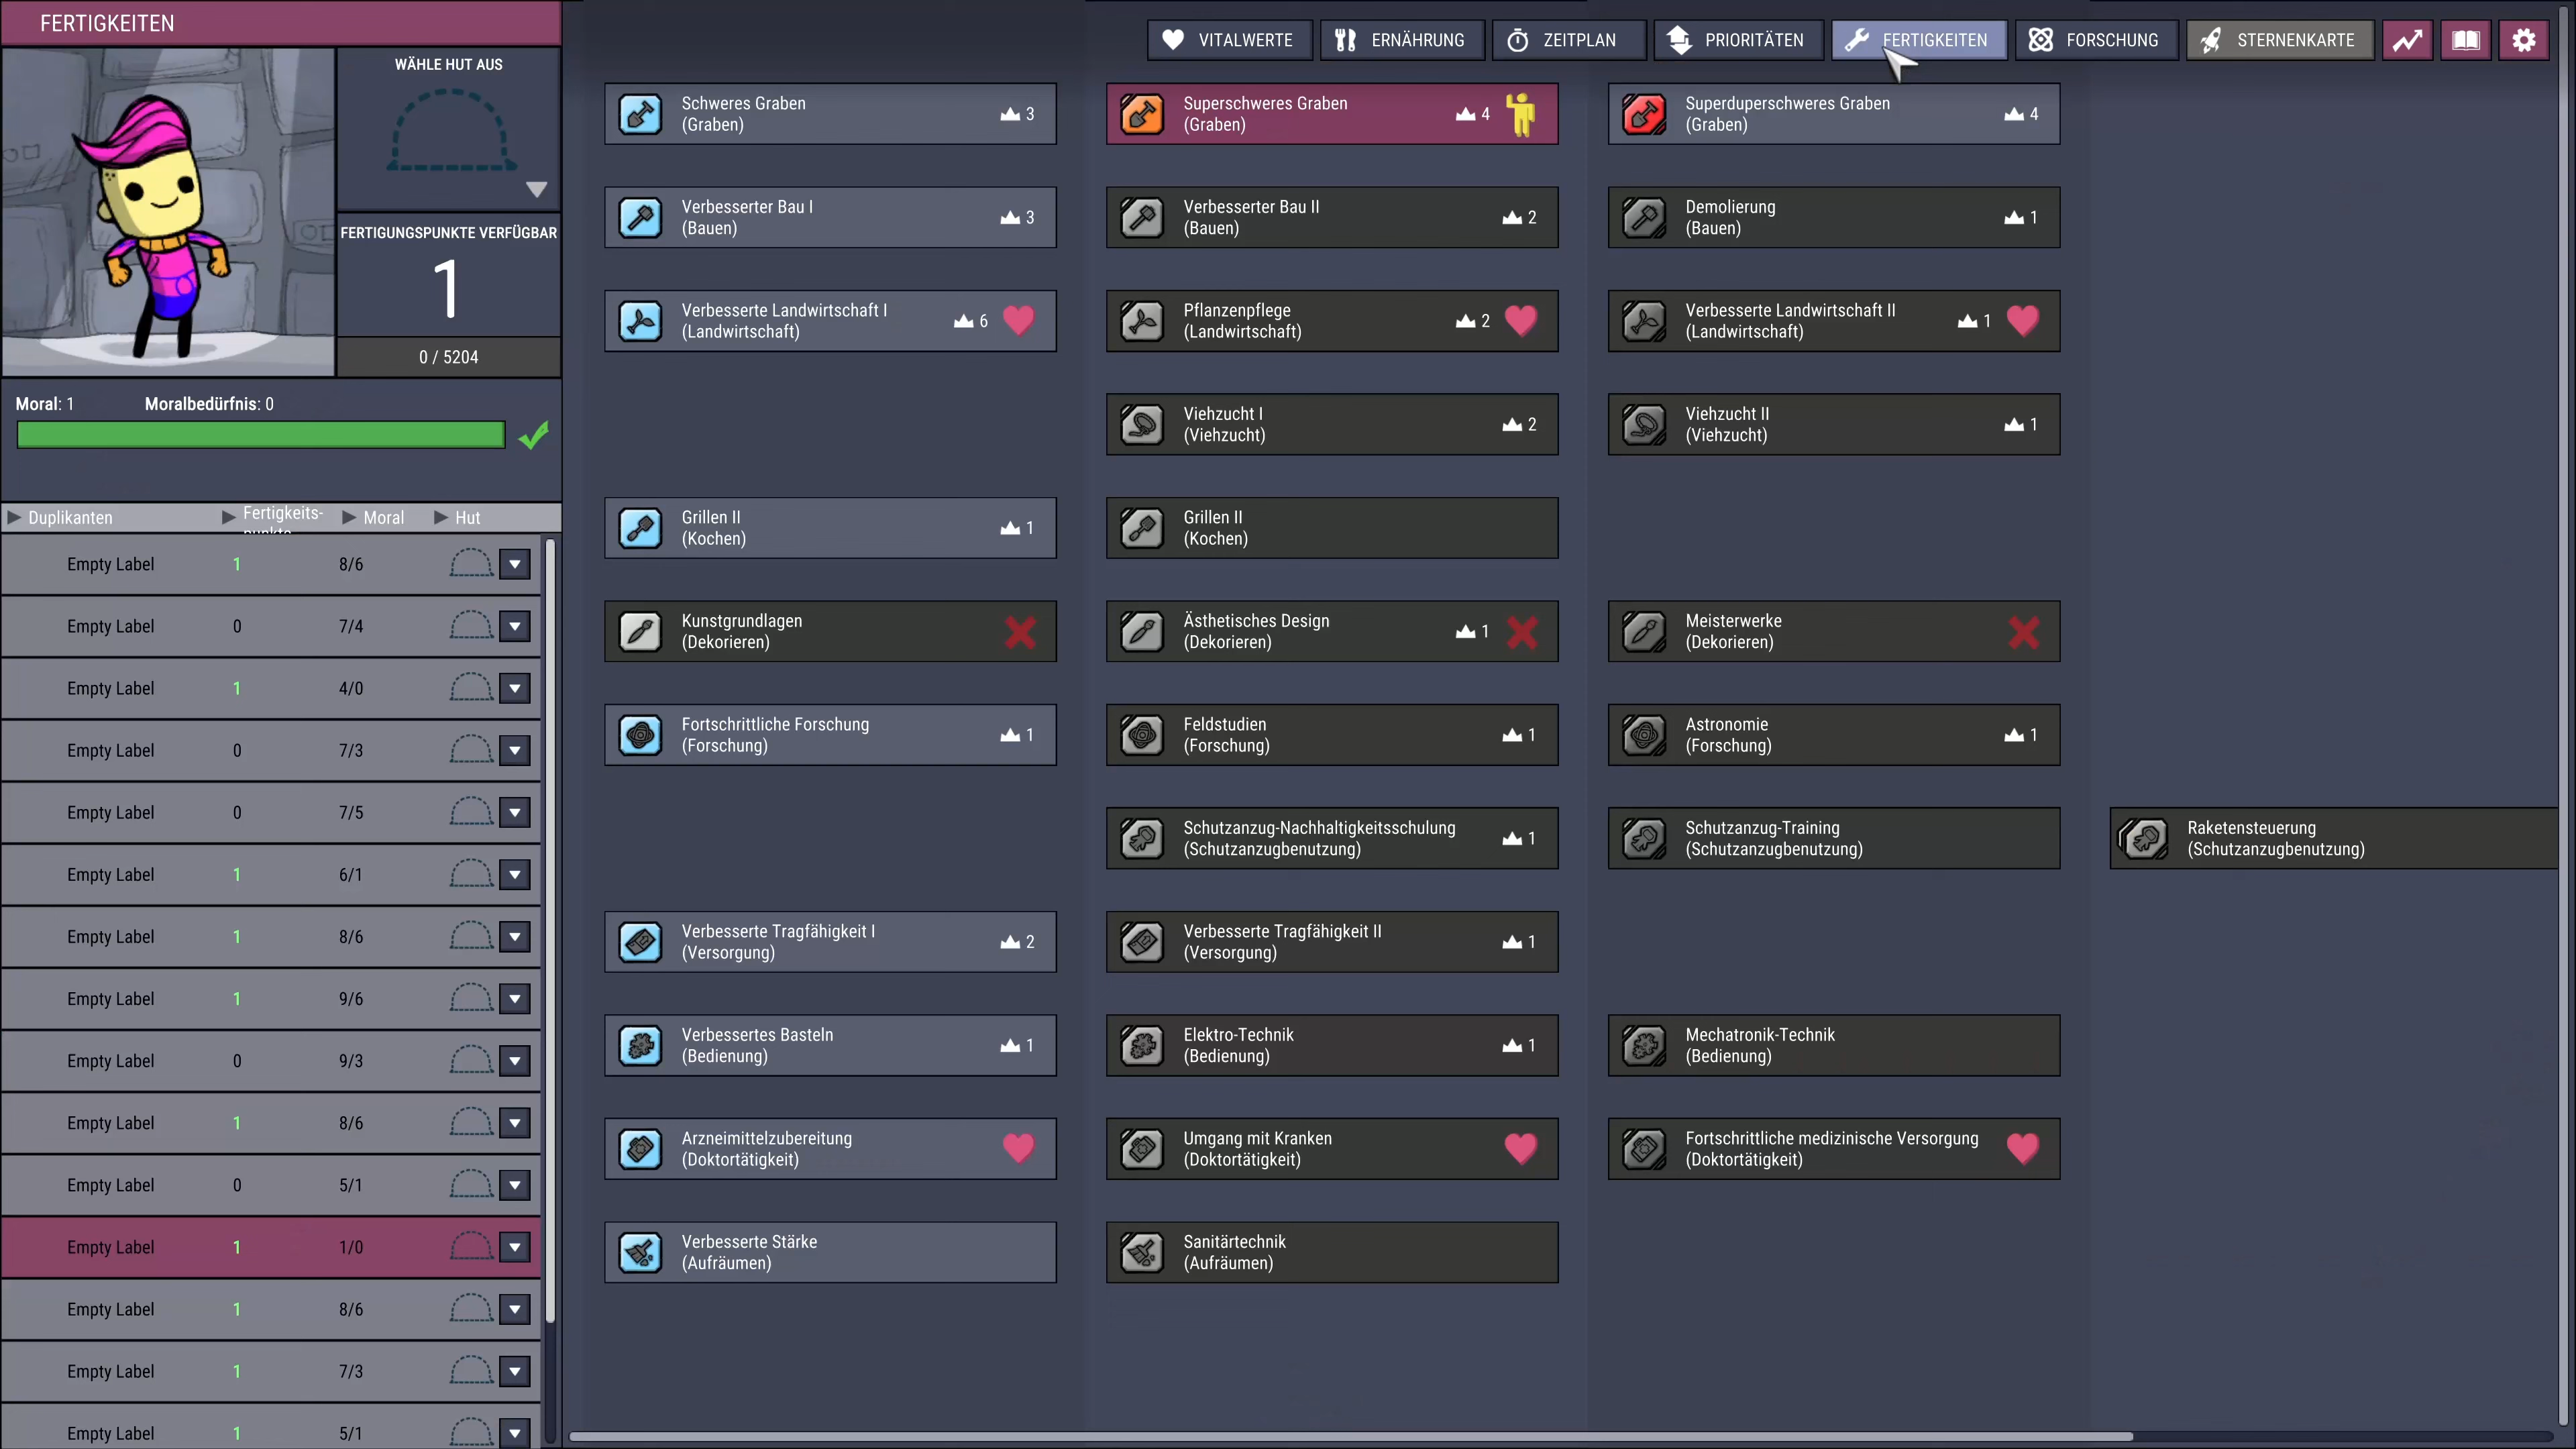 FERTIGKEITEN
VITALWERTE
ERNÄHRUNG
ZEITPLAN
PRIORITÄTEN
FERTIGKEITEN
FORSCHUNG
STERNENKARTE
WÄHLE HUT AUS
FERTIGUNGSPUNKTE VERFÜGBAR
1
0 / 5204
Moral: 1
Moralbedürfnis: 0
Duplikanten
Fertigkeits-
punkte
Moral
Hut
Empty Label 1 8/6
Empty Label 0 7/4
Empty Label 1 4/0
Empty Label 0 7/3
Empty Label 0 7/5
Empty Label 1 6/1
Empty Label 1 8/6
Empty Label 1 9/6
Empty Label 0 9/3
Empty Label 1 8/6
Empty Label 0 5/1
Empty Label 1 1/0
Empty Label 1 8/6
Empty Label 1 7/3
Empty Label 1 5/1
Schweres Graben
(Graben)
3
Superschweres Graben
(Graben)
4
Superduperschweres Graben
(Graben)
4
Verbesserter Bau I
(Bauen)
3
Verbesserter Bau II
(Bauen)
2
Demolierung
(Bauen)
1
Verbesserte Landwirtschaft I
(Landwirtschaft)
6
Pflanzenpflege
(Landwirtschaft)
2
Verbesserte Landwirtschaft II
(Landwirtschaft)
1
Viehzucht I
(Viehzucht)
2
Viehzucht II
(Viehzucht)
1
Grillen II
(Kochen)
1
Grillen II
(Kochen)
Kunstgrundlagen
(Dekorieren)
Ästhetisches Design
(Dekorieren)
1
Meisterwerke
(Dekorieren)
Fortschrittliche Forschung
(Forschung)
1
Feldstudien
(Forschung)
1
Astronomie
(Forschung)
1
Schutzanzug-Nachhaltigkeitsschulung
(Schutzanzugbenutzung)
1
Schutzanzug-Training
(Schutzanzugbenutzung)
Raketensteuerung
(Schutzanzugbenutzung)
Verbesserte Tragfähigkeit I
(Versorgung)
2
Verbesserte Tragfähigkeit II
(Versorgung)
1
Verbessertes Basteln
(Bedienung)
1
Elektro-Technik
(Bedienung)
1
Mechatronik-Technik
(Bedienung)
Arzneimittelzubereitung
(Doktortätigkeit)
Umgang mit Kranken
(Doktortätigkeit)
Fortschrittliche medizinische Versorgung
(Doktortätigkeit)
Verbesserte Stärke
(Aufräumen)
Sanitärtechnik
(Aufräumen)